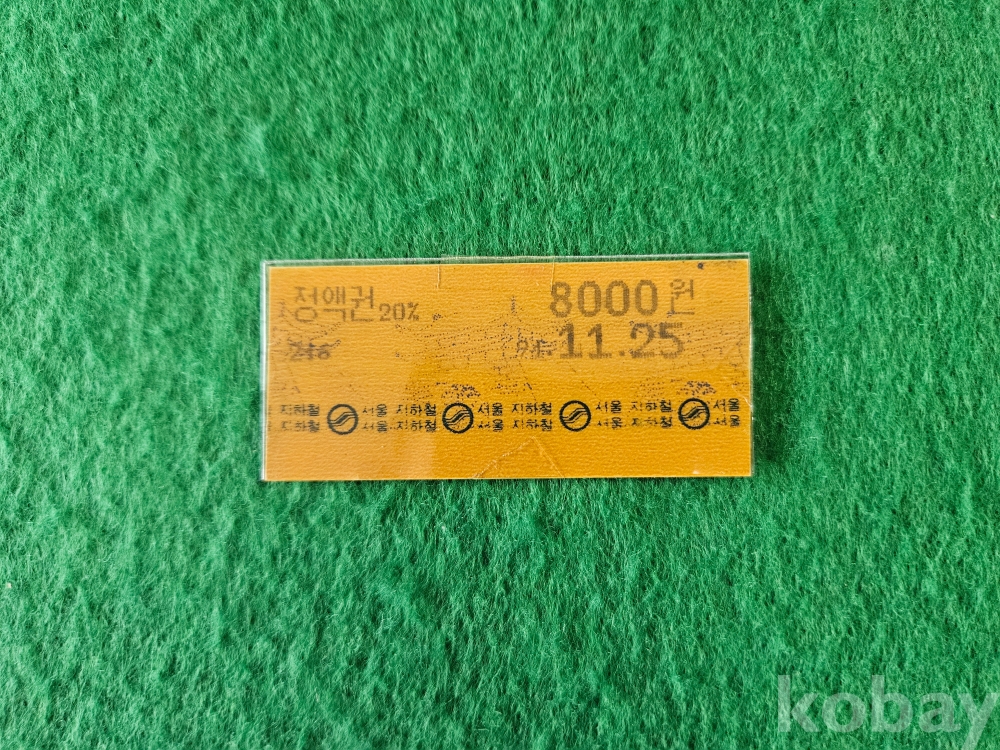 정액권 20% 8000원
248 .11.25
지하철 서울 지하철 서울 지하철 서울 지하철 서울
지하철 서울 지하철 서울 지하철 서울 지하철 서울
kobay